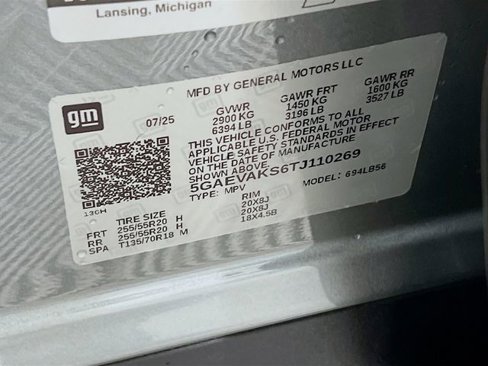 Lansing, Michigan
MFD BY GENERAL MOTORS LLC
gm
07/25
GVWR GAWR FRT GAWR RR
2900 KG 1450 KG 1600 KG
6394 LB 3196 LB 3527 LB
THIS VEHICLE CONFORMS TO ALL
APPLICABLE U.S. FEDERAL MOTOR
VEHICLE SAFETY STANDARDS IN EFFECT
ON THE DATE OF MANUFACTURE
5GAEVAKS6TJ110269
TYPE: MPV MODEL: 694LB56
TIRE SIZE RIM
FRT 255/55R20 H 20X8J
RR 255/55R20 H 20X8J
SPA T135/70R18 M 18X4.5B